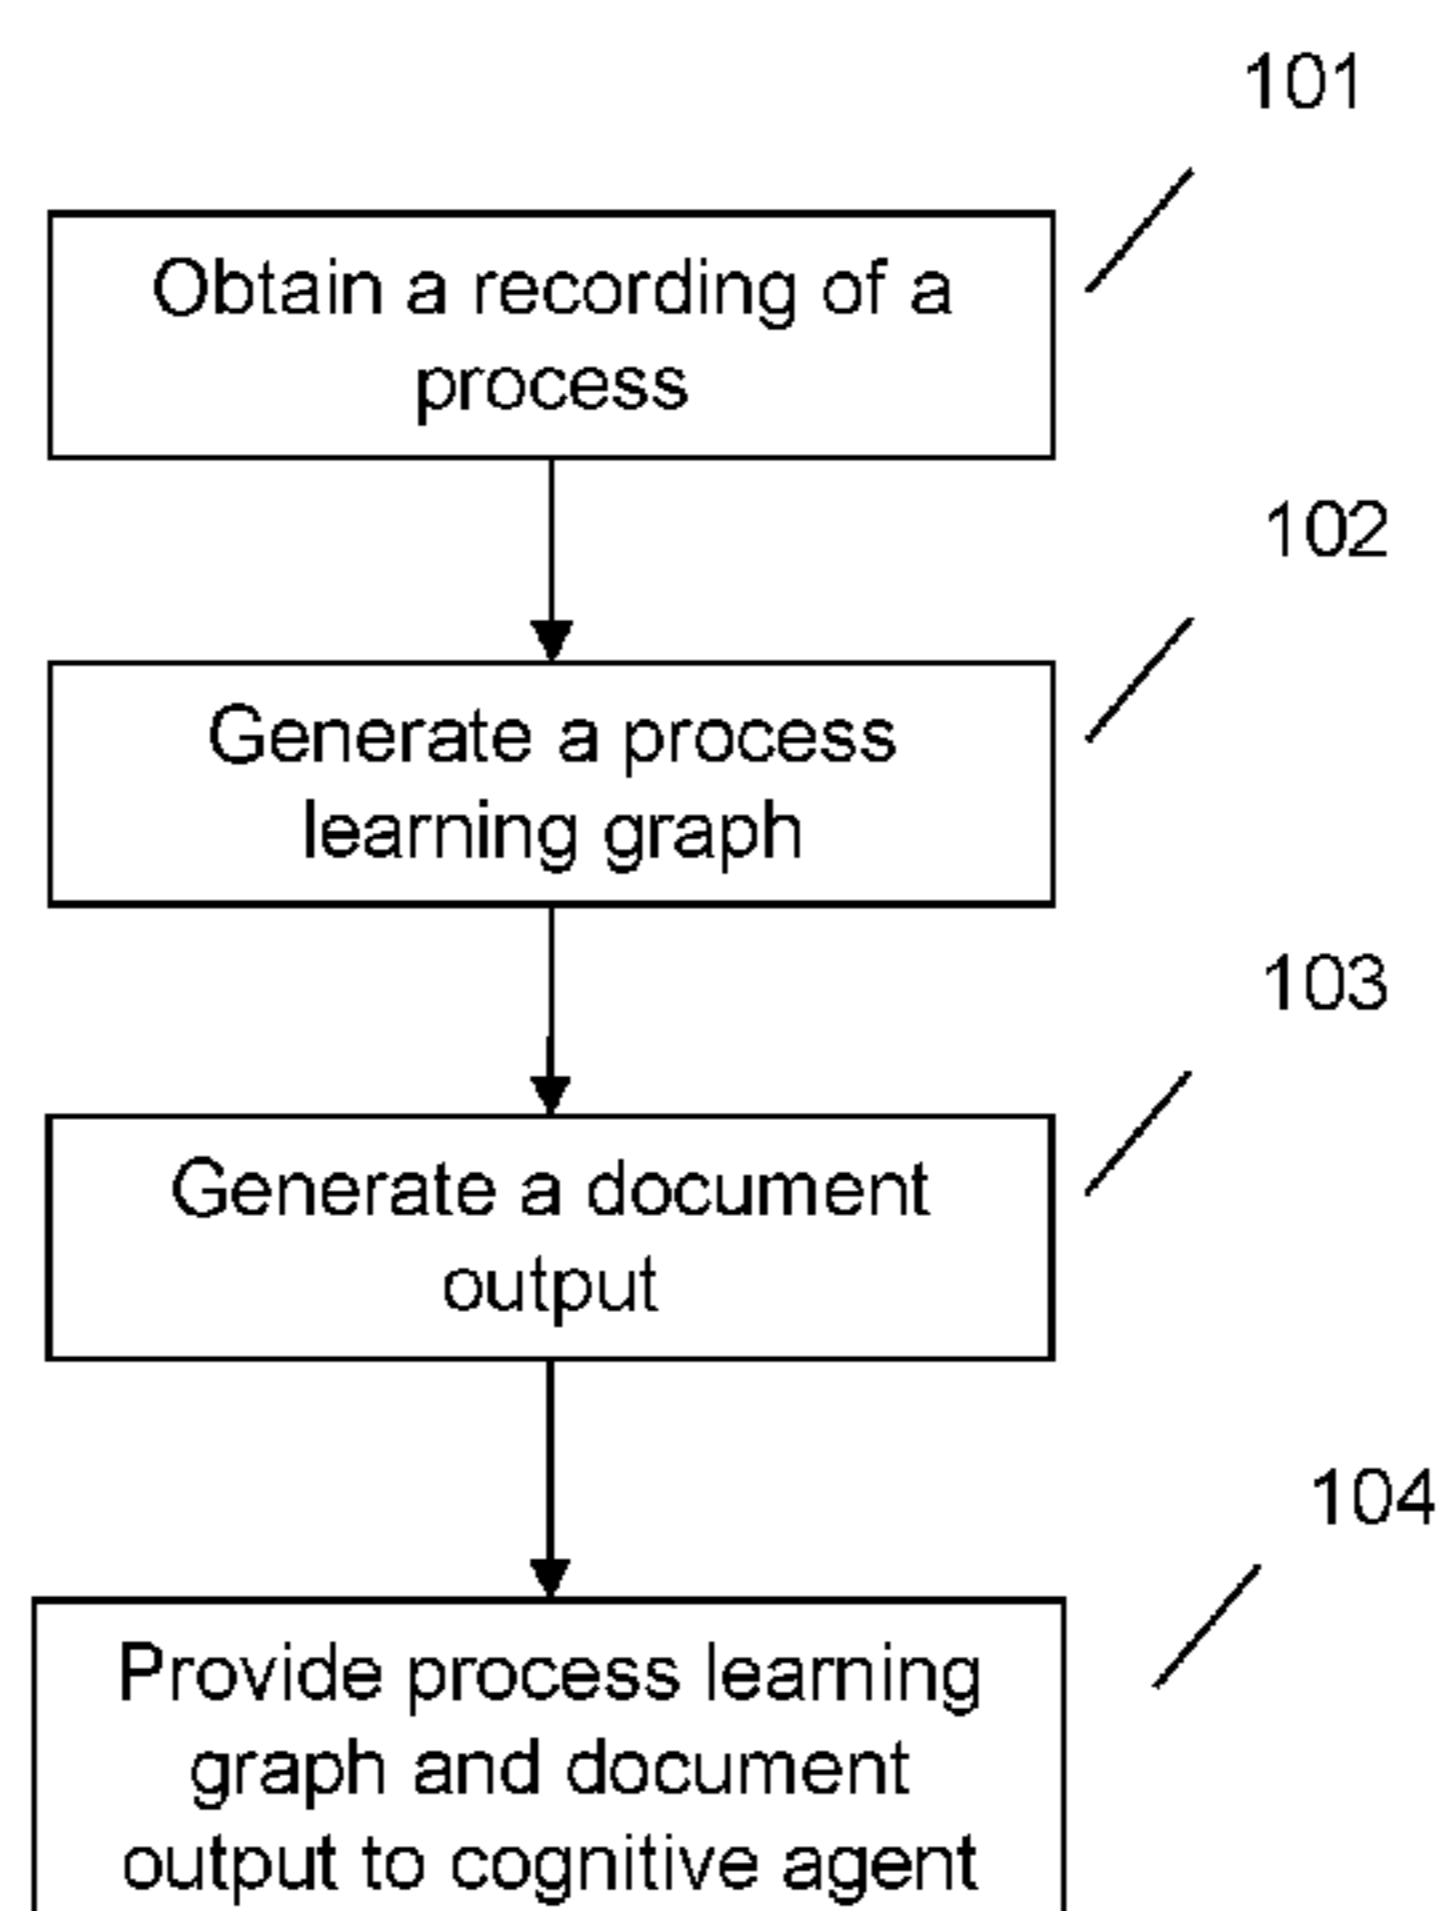 101
Obtain a recording of a
process
102
Generate a process
learning graph
103
Generate a document
output
104
Provide process learning
graph and document
output to cognitive agent